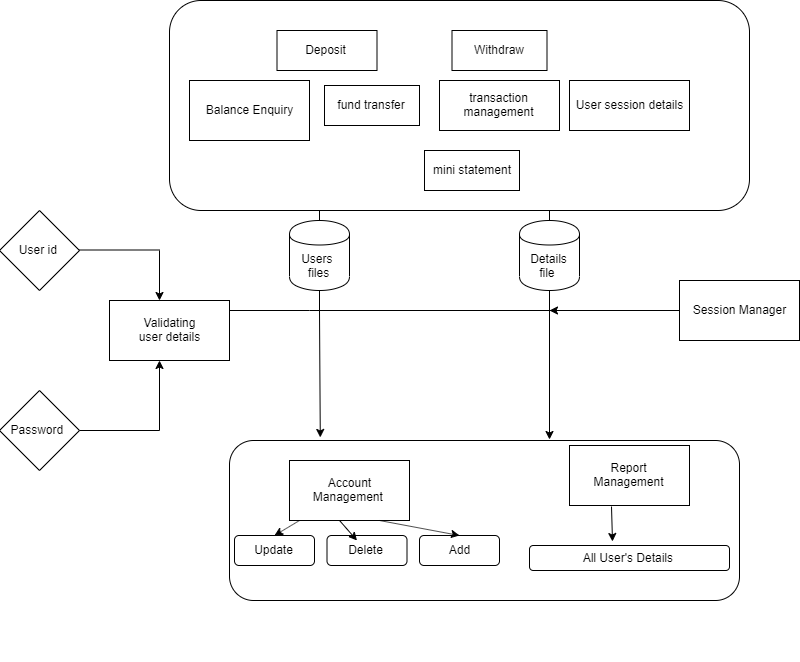 Deposit
Withdraw
Balance Enquiry
fund transfer
transaction
management
User session details
mini statement
User id
Users
files
Details
file
Validating
user details
Session Manager
Password
Account
Management
Report
Management
Update
Delete
Add
All User's Details